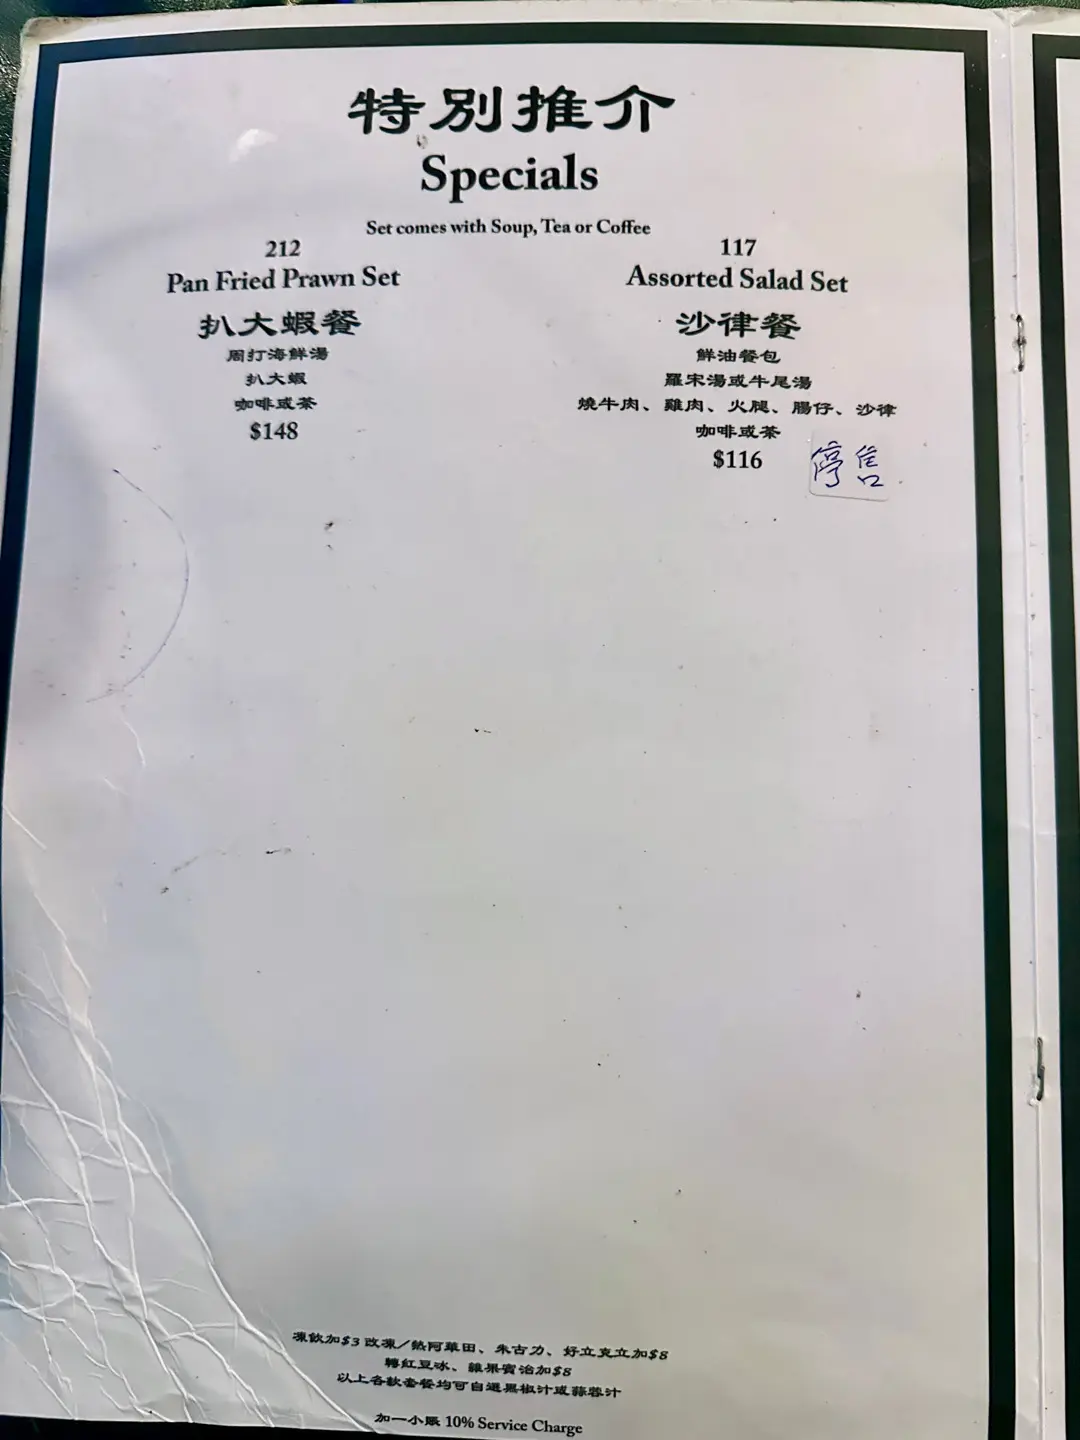 特別推介
Specials
Set comes with Soup, Tea or Coffee
212
Pan Fried Prawn Set
扒大蝦餐
周打海鮮湯
扒大蝦
咖啡或茶
$148
117
Assorted Salad Set
沙律餐
鮮油餐包
羅宋湯或牛尾湯
燒牛肉、雞肉、火腿、腸仔、沙律
咖啡或茶
$116
停售
凍飲加$3 改凍/熱阿華田、朱古力、好立克立加$8
轉紅豆冰、雜果賓治加$8
以上各款套餐均可自選黑椒汁或蒜蓉汁
加一小賬 10% Service Charge